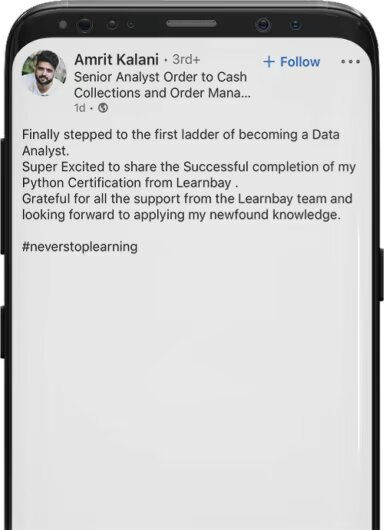 Amrit Kalani · 3rd+
+ Follow
Senior Analyst Order to Cash
Collections and Order Mana...
1d ·
Finally stepped to the first ladder of becoming a Data
Analyst.
Super Excited to share the Successful completion of my
Python Certification from Learnbay .
Grateful for all the support from the Learnbay team and
looking forward to applying my newfound knowledge.
#neverstoplearning